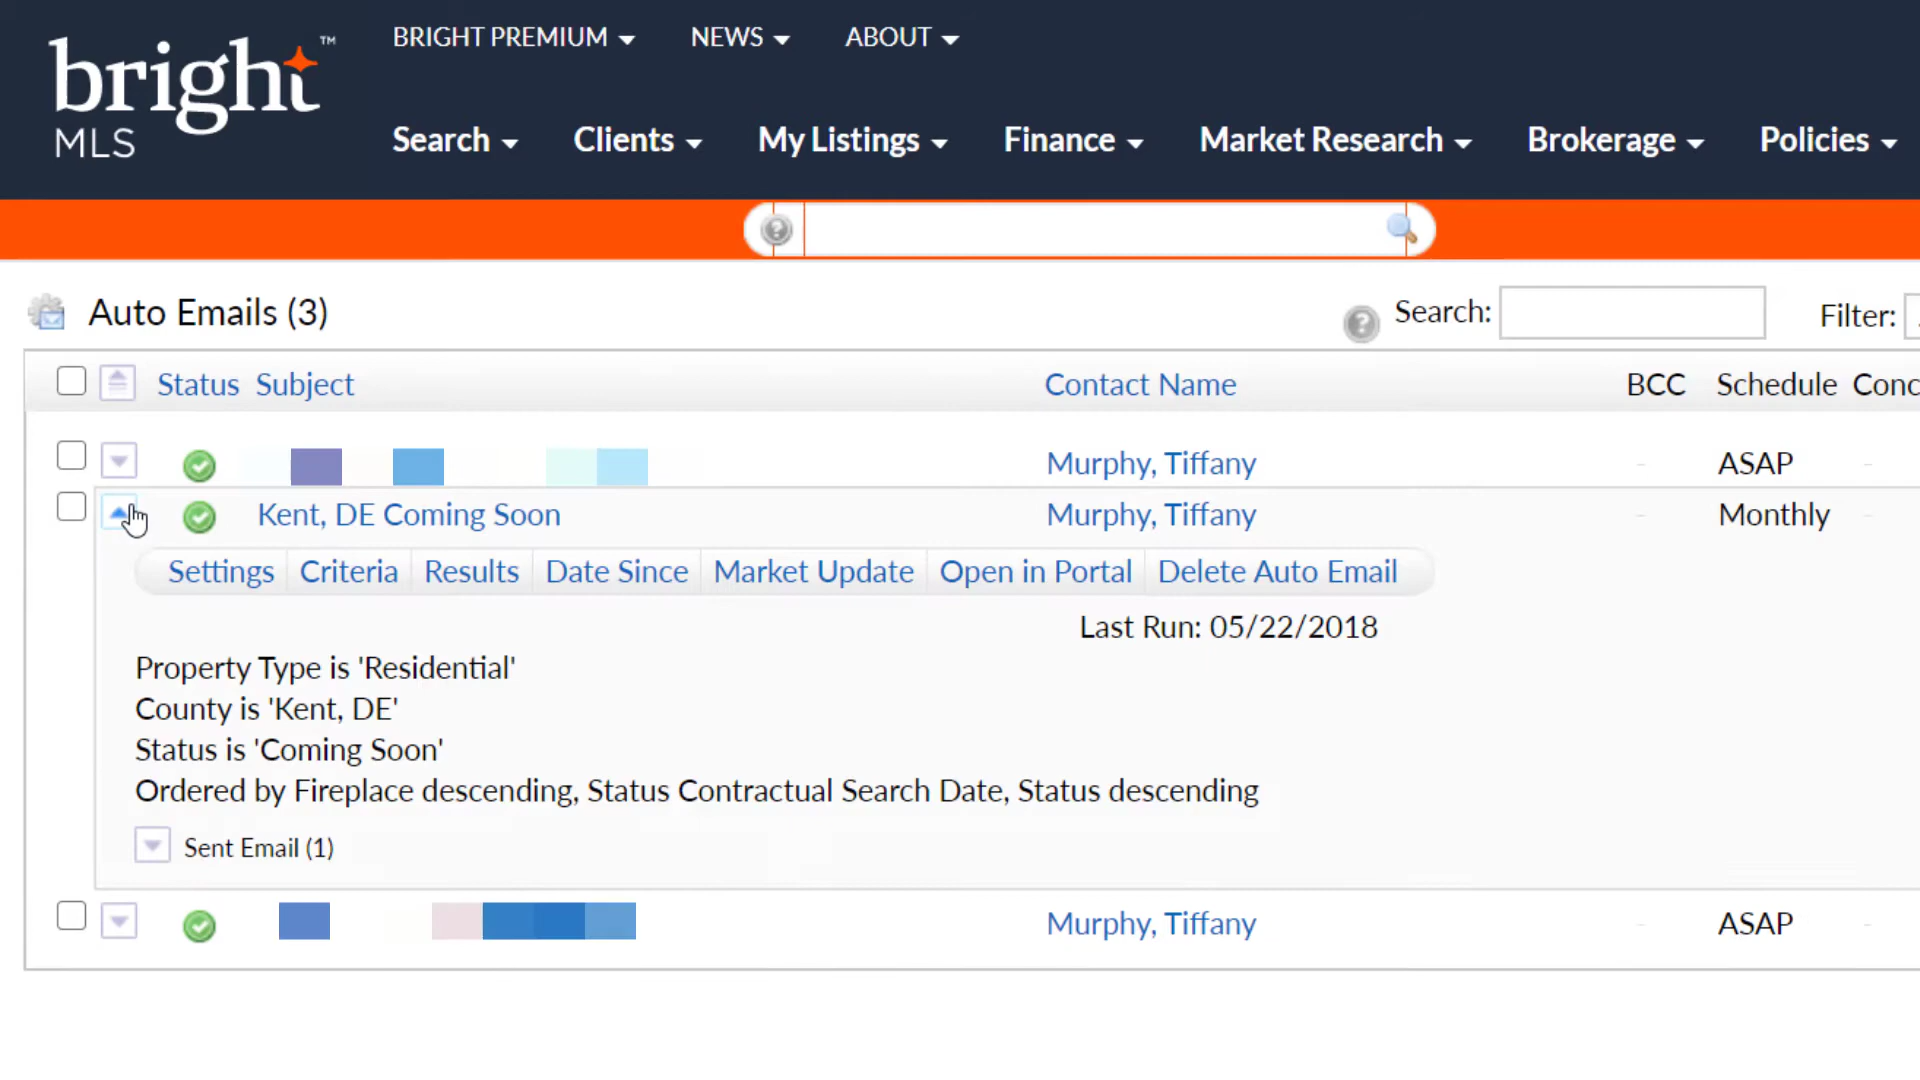 bright™
MLS
BRIGHT PREMIUM NEWS ABOUT
Search Clients My Listings Finance Market Research Brokerage Policies
Auto Emails (3)
Search: Filter:
Status Subject Contact Name BCC Schedule Conc
Murphy, Tiffany - ASAP -
Kent, DE Coming Soon Murphy, Tiffany - Monthly -
Settings Criteria Results Date Since Market Update Open in Portal Delete Auto Email
Last Run: 05/22/2018
Property Type is 'Residential'
County is 'Kent, DE'
Status is 'Coming Soon'
Ordered by Fireplace descending, Status Contractual Search Date, Status descending
Sent Email (1)
Murphy, Tiffany - ASAP -